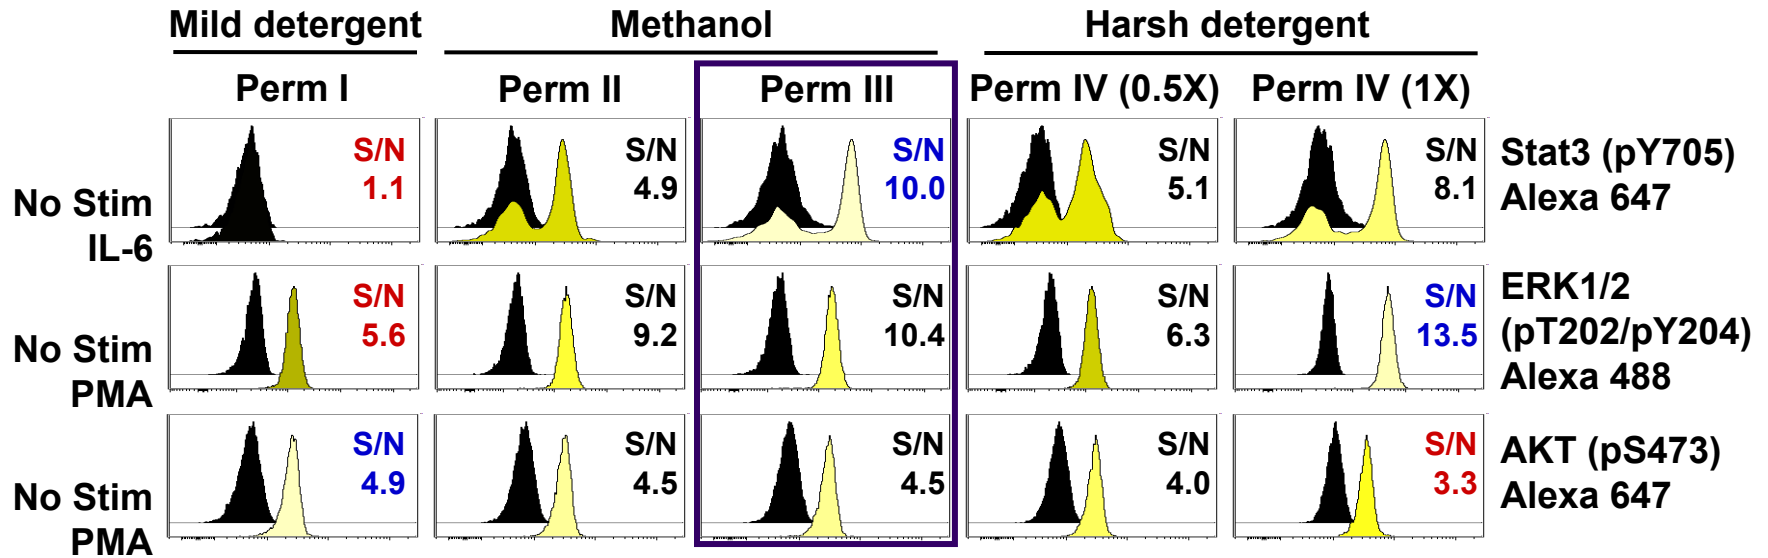 Mild detergent Methanol Harsh detergent
Perm I Perm II Perm III Perm IV (0.5X) Perm IV (1X)
No Stim
IL-6
S/N
1.1
S/N
4.9
S/N
10.0
S/N
5.1
S/N
8.1
Stat3 (pY705)
Alexa 647
No Stim
PMA
S/N
5.6
S/N
9.2
S/N
10.4
S/N
6.3
S/N
13.5
ERK1/2
(pT202/pY204)
Alexa 488
No Stim
PMA
S/N
4.9
S/N
4.5
S/N
4.5
S/N
4.0
S/N
3.3
AKT (pS473)
Alexa 647